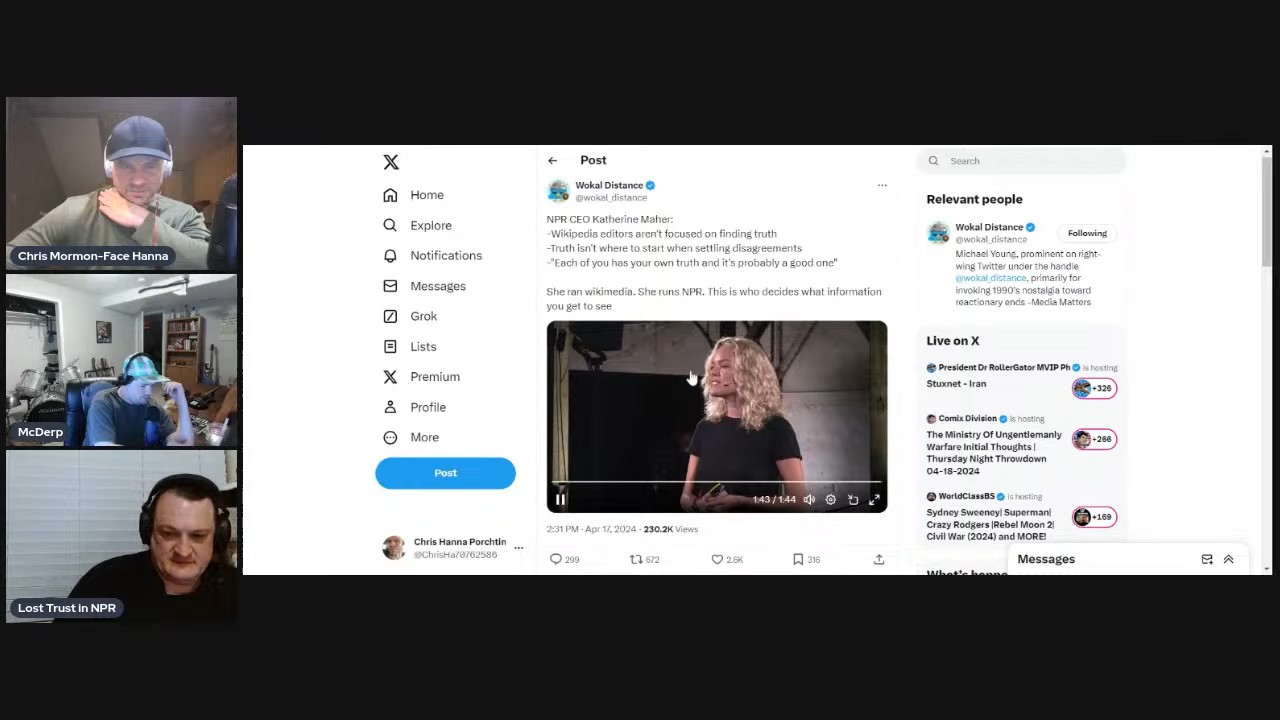 Chris Mormon-Face Hanna
McDerp
Lost Trust in NPR
Home
Explore
Notifications
Messages
Grok
Lists
Premium
Profile
More
Post
Chris Hanna Porchtin
@ChrisHa70762586
Post
Wokal Distance
@wokal_distance
NPR CEO Katherine Maher:
-Wikipedia editors aren't focused on finding truth
-Truth isn't where to start when settling disagreements
-"Each of you has your own truth and it's probably a good one"
She ran wikimedia. She runs NPR. This is who decides what information
you get to see
1:43 / 1:44
2:31 PM · Apr 17, 2024 · 230.2K Views
299
672
2.6K
316
Search
Relevant people
Wokal Distance
@wokal_distance
Following
Michael Young, prominent on right-
wing Twitter under the handle
@wokal_distance, primarily for
invoking 1990's nostalgia toward
reactionary ends -Media Matters
Live on X
President Dr RollerGator MVIP Ph is hosting
Stuxnet - Iran
+326
Comix Division is hosting
The Ministry Of Ungentlemanly
Warfare Initial Thoughts |
Thursday Night Throwdown
04-18-2024
+266
WorldClassBS is hosting
Sydney Sweeney| Superman|
Crazy Rodgers |Rebel Moon 2|
Civil War (2024) and MORE!
+169
What's happe
Messages